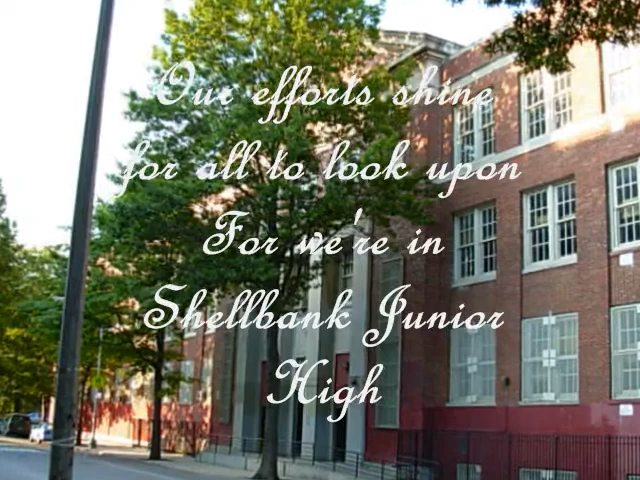 Our efforts shine
for all to look upon
For we're in
Shellbank Junior
High